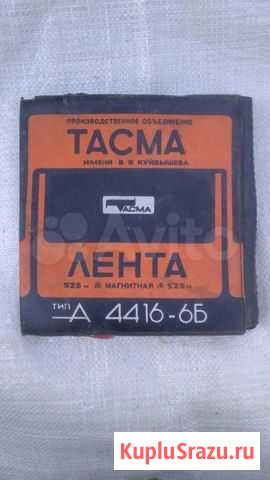 ПРОИЗВОДСТВЕННОЕ ОБЪЕДИНЕНИЕ
ТАСМА
ИМЕНИ В. В. КУЙБЫШЕВА
ТАСМА
Avito
ЛЕНТА
525 м МАГНИТНАЯ 525 м
ТИП А 4416-6Б
KupluSrazu.ru